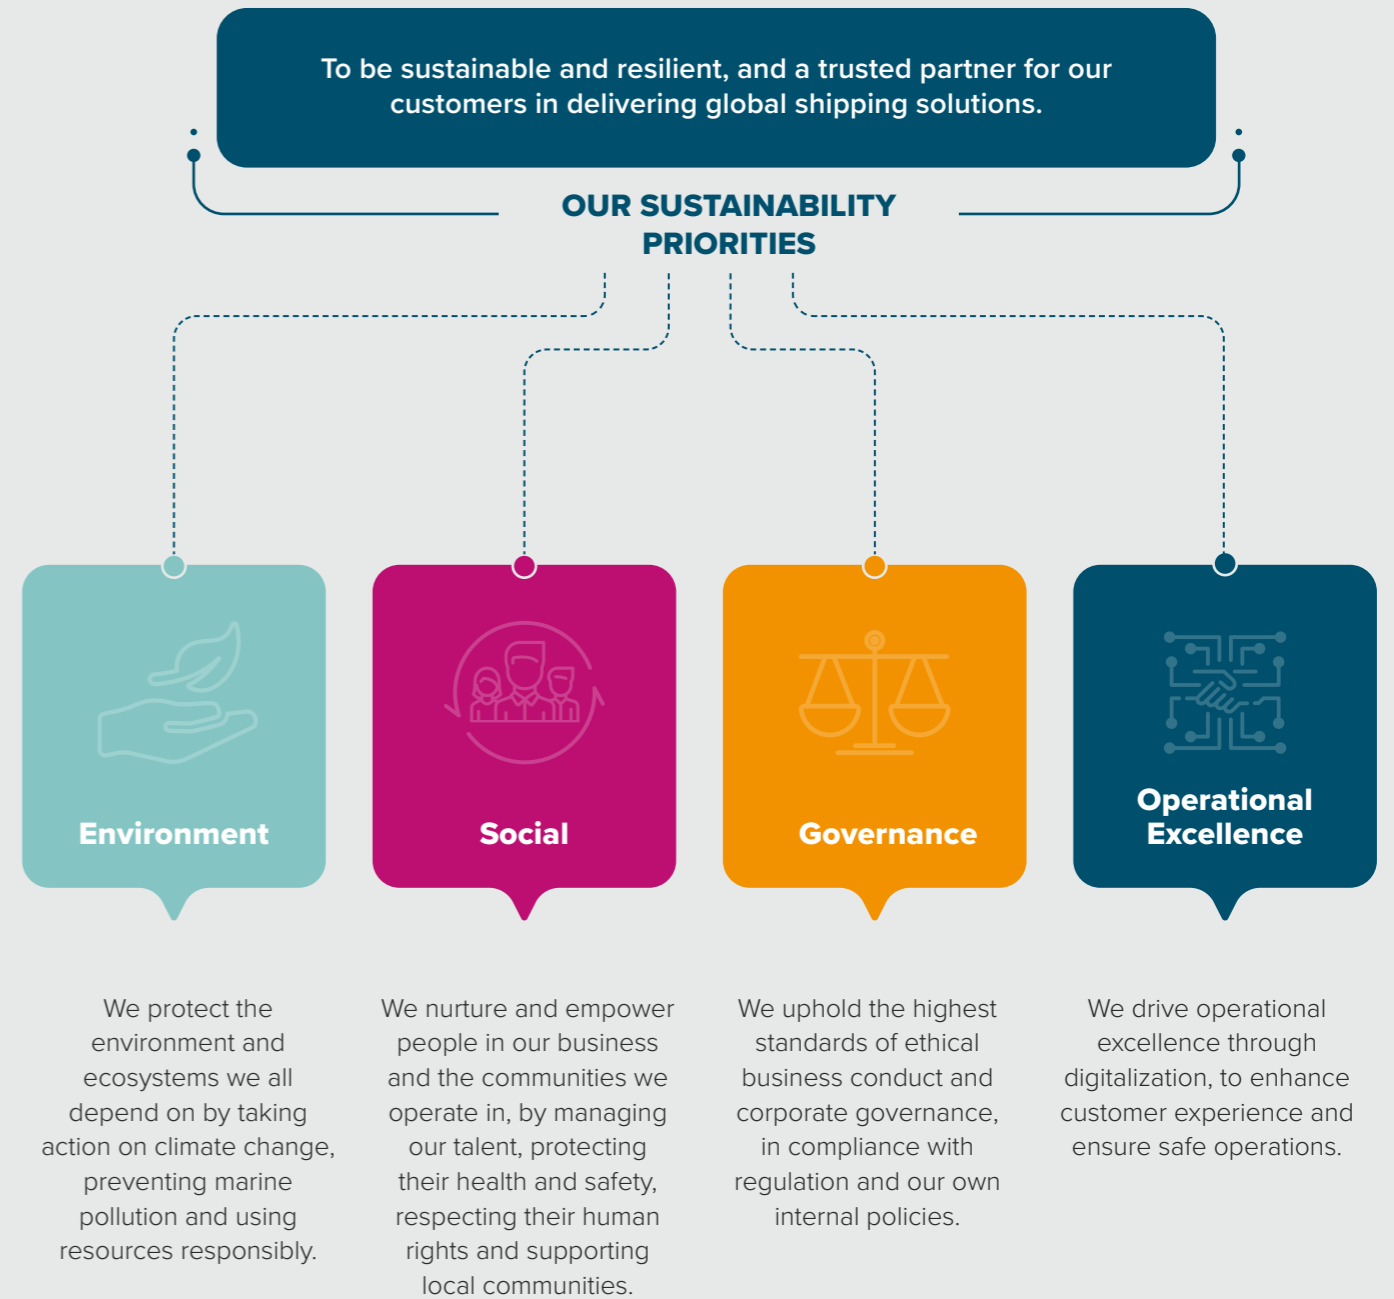 To be sustainable and resilient, and a trusted partner for our
customers in delivering global shipping solutions.
OUR SUSTAINABILITY
PRIORITIES
Environment
Social
Governance
Operational
Excellence
We protect the
environment and
ecosystems we all
depend on by taking
action on climate change,
preventing marine
pollution and using
resources responsibly.
We nurture and empower
people in our business
and the communities we
operate in, by managing
our talent, protecting
their health and safety,
respecting their human
rights and supporting
local communities.
We uphold the highest
standards of ethical
business conduct and
corporate governance,
in compliance with
regulation and our own
internal policies.
We drive operational
excellence through
digitalization, to enhance
customer experience and
ensure safe operations.